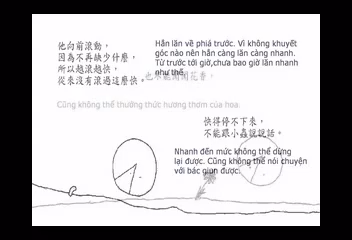 他向前滾動，
因為不再缺少什麼，
所以越滾越快，
從來沒有滾過這麼快。
Hắn lăn về phiá trước. Vì không khuyết
góc nào nên hắn càng lăn càng nhanh.
Từ trước tới giờ,chưa bao giờ lăn nhanh
như thế.
也不能聞聞花香，
Cũng không thể thưởng thức hương thơm của hoa.
快得停不下來，
不能跟小蟲說說話。
Nhanh đến mức không thể dừng
lại được. Cũng không thể nói chuyện
với bác giun được.